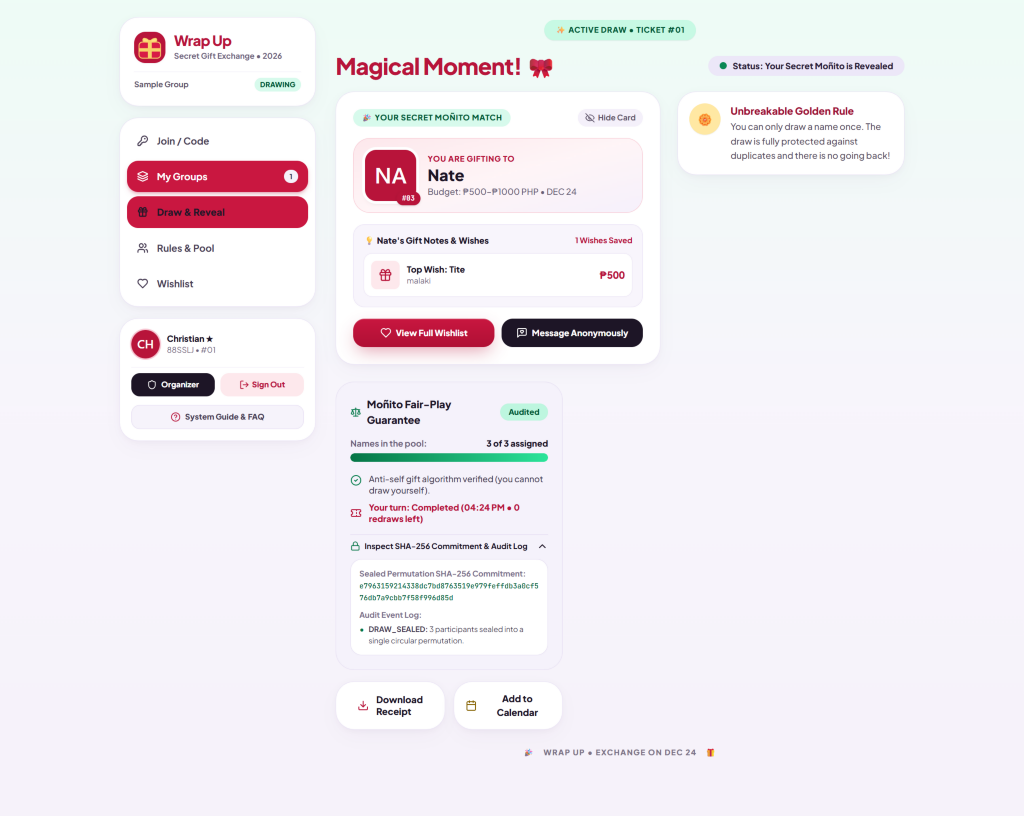 Wrap Up
Secret Gift Exchange • 2026
Sample Group
DRAWING
Join / Code
My Groups
1
Draw & Reveal
Rules & Pool
Wishlist
CH
Christian ★
88SSLJ • #01
Organizer
Sign Out
System Guide & FAQ
✨ ACTIVE DRAW • TICKET #01
Magical Moment! 🎀
Status: Your Secret Moñito is Revealed
🎉 YOUR SECRET MOÑITO MATCH
Hide Card
NA
#83
YOU ARE GIFTING TO
Nate
Budget: ₱500–₱1000 PHP • DEC 24
💡 Nate's Gift Notes & Wishes
1 Wishes Saved
Top Wish: Tite
malaki
₱500
View Full Wishlist
Message Anonymously
Unbreakable Golden Rule
You can only draw a name once. The
draw is fully protected against
duplicates and there is no going back!
Moñito Fair-Play
Guarantee
Audited
Names in the pool:
3 of 3 assigned
Anti-self gift algorithm verified (you cannot
draw yourself).
Your turn: Completed (04:24 PM • 0
redraws left)
Inspect SHA-256 Commitment & Audit Log
Sealed Permutation SHA-256 Commitment:
e7963159214338dc7bd8763519e979feffdb3a0cf5
76db7a9cbb7f58f996d85d
Audit Event Log:
• DRAW_SEALED: 3 participants sealed into a
single circular permutation.
Download
Receipt
Add to
Calendar
🎉 WRAP UP • EXCHANGE ON DEC 24 🎁